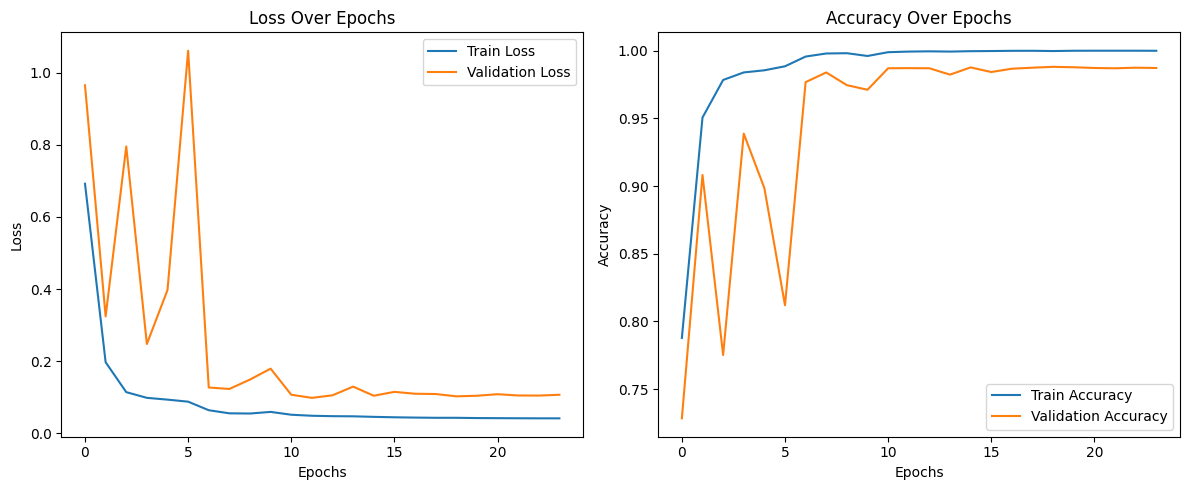 Loss Over Epochs
Train Loss
Validation Loss
1.0
0.8
0.6
0.4
0.2
0.0
Loss
0 5 10 15 20
Epochs
Accuracy Over Epochs
1.00
0.95
0.90
0.85
0.80
0.75
Accuracy
Train Accuracy
Validation Accuracy
0 5 10 15 20
Epochs